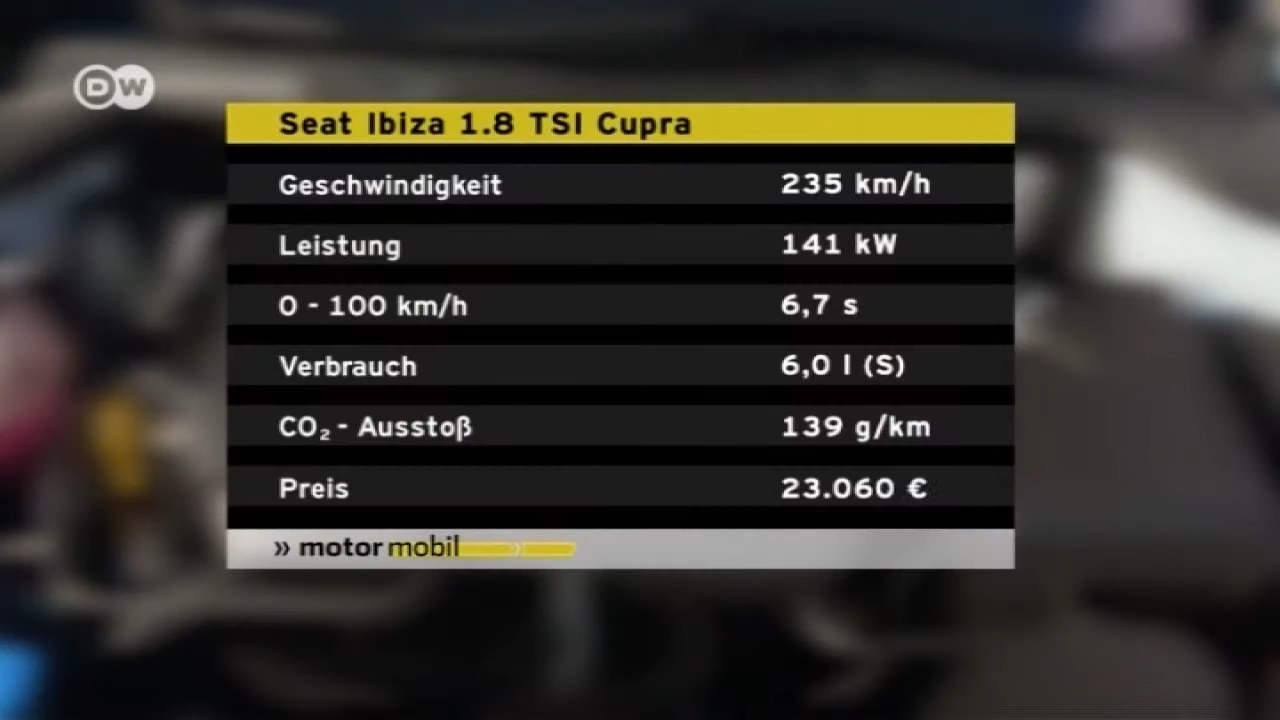 DW
Seat Ibiza 1.8 TSI Cupra
Geschwindigkeit 235 km/h
Leistung 141 kW
0 - 100 km/h 6,7 s
Verbrauch 6,0 l (S)
CO₂ - Ausstoß 139 g/km
Preis 23.060 €
» motor mobil